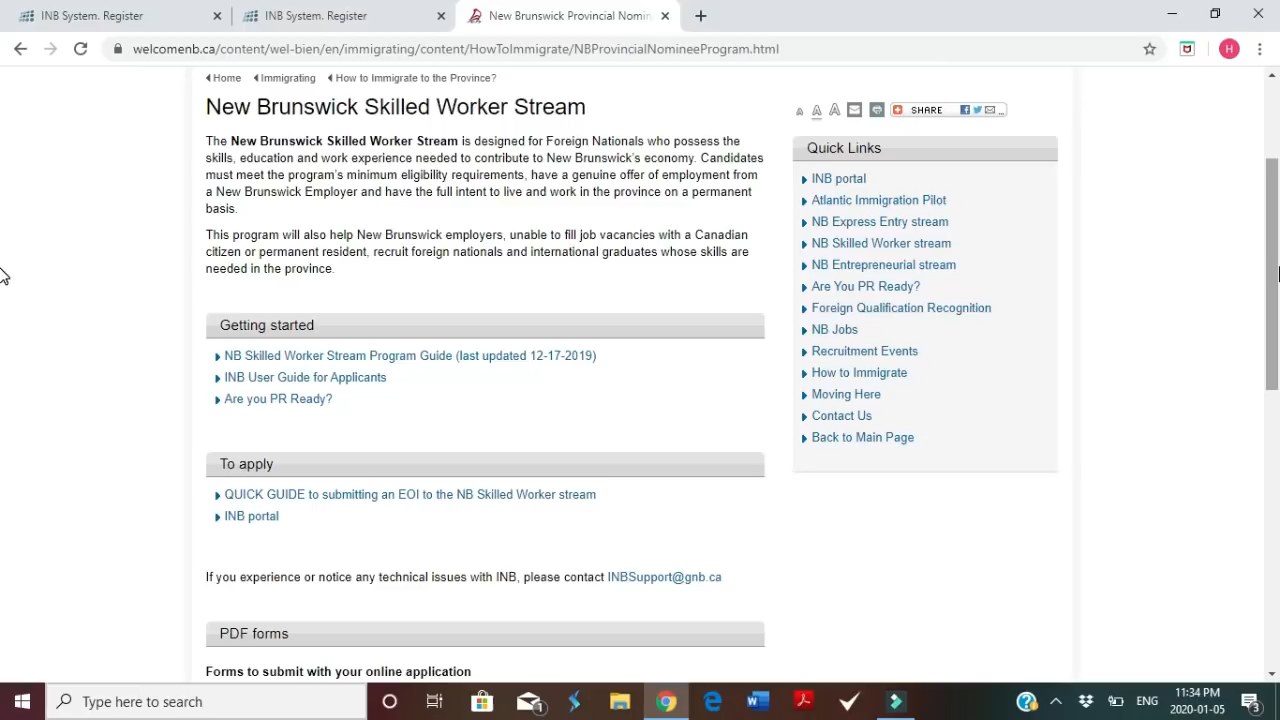 INB System. Register
INB System. Register
New Brunswick Provincial Nomin
welcomenb.ca/content/wel-bien/en/immigrating/content/HowToImmigrate/NBProvincialNomineeProgram.html
H
Home Immigrating How to Immigrate to the Province?
New Brunswick Skilled Worker Stream
A A A
SHARE
The New Brunswick Skilled Worker Stream is designed for Foreign Nationals who possess the
skills, education and work experience needed to contribute to New Brunswick's economy. Candidates
must meet the program's minimum eligibility requirements, have a genuine offer of employment from
a New Brunswick Employer and have the full intent to live and work in the province on a permanent
basis.
This program will also help New Brunswick employers, unable to fill job vacancies with a Canadian
citizen or permanent resident, recruit foreign nationals and international graduates whose skills are
needed in the province.
Getting started
NB Skilled Worker Stream Program Guide (last updated 12-17-2019)
INB User Guide for Applicants
Are you PR Ready?
To apply
QUICK GUIDE to submitting an EOI to the NB Skilled Worker stream
INB portal
If you experience or notice any technical issues with INB, please contact INBSupport@gnb.ca
PDF forms
Forms to submit with your online application
Quick Links
INB portal
Atlantic Immigration Pilot
NB Express Entry stream
NB Skilled Worker stream
NB Entrepreneurial stream
Are You PR Ready?
Foreign Qualification Recognition
NB Jobs
Recruitment Events
How to Immigrate
Moving Here
Contact Us
Back to Main Page
Type here to search
1
ENG
11:34 PM
2020-01-05
3